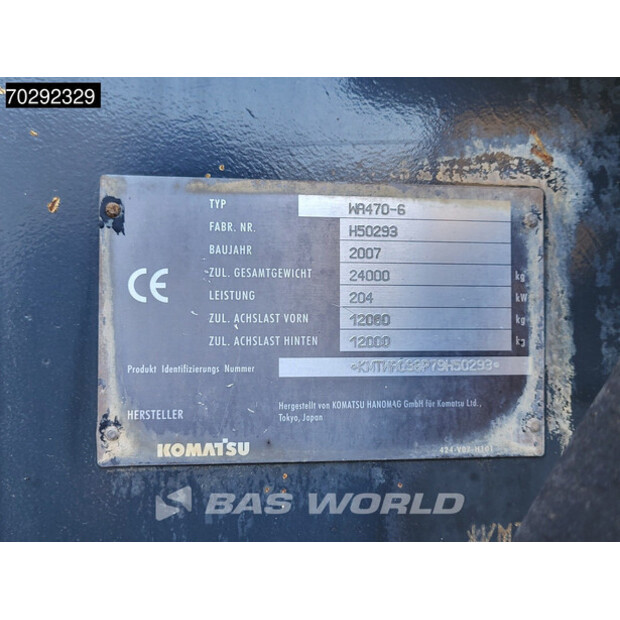 70292329
TYP WA470-6
FABR. NR. H50293
BAUJAHR 2007
ZUL. GESAMTGEWICHT 24000 kg
LEISTUNG 204 kW
ZUL. ACHSLAST VORN 12060 kg
ZUL. ACHSLAST HINTEN 12000 kg
CE
Produkt Identifizierungs Nummer
HERSTELLER Hergestellt von KOMATSU HANOMAG GmbH für Komatsu Ltd.,
Tokyo, Japan
KOMATSU
BAS WORLD